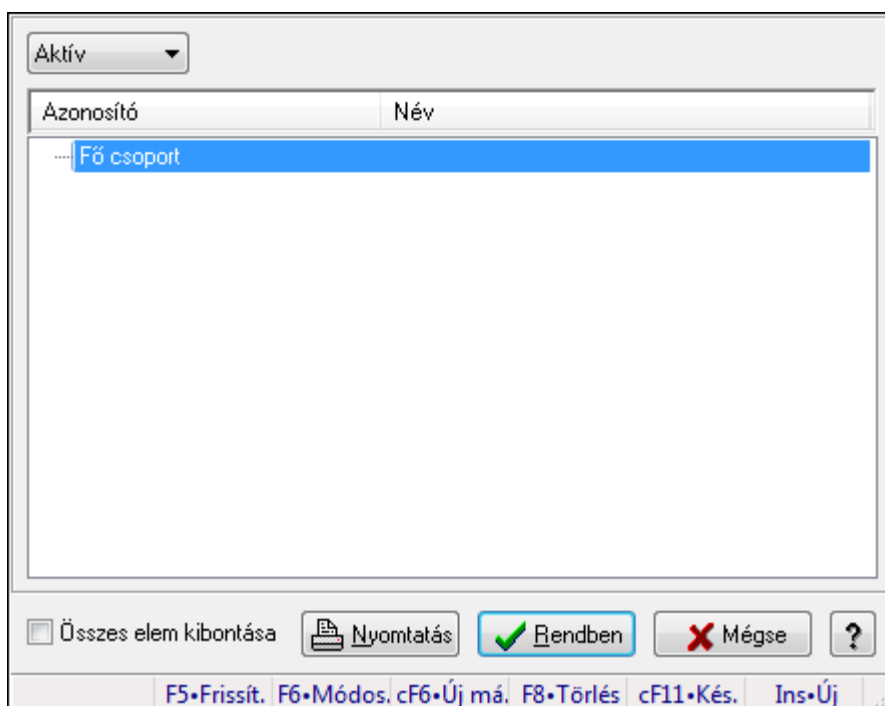 Aktív
Azonosító Név
Fő csoport
Összes elem kibontása Nyomtatás Rendben Mégse ?
F5•Frissít. F6•Módos. cF6•Új má. F8•Törlés cF11•Kés. Ins•Új